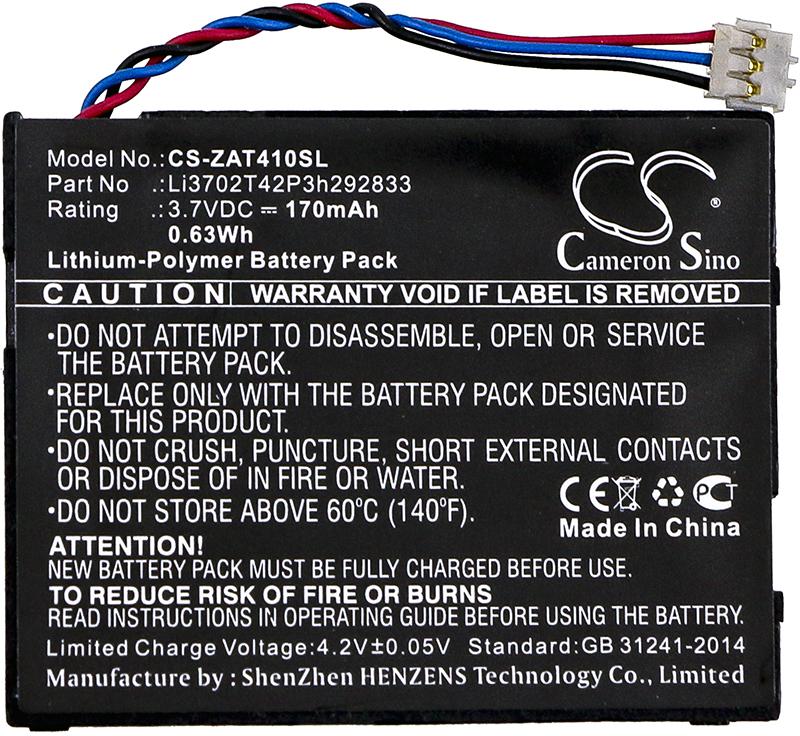 Model No.: CS-ZAT410SL
Part No .: Li3702T42P3h292833
Rating .: 3.7VDC ⎓ 170mAh
0.63Wh
Lithium-Polymer Battery Pack
CS ®
Cameron Sino
CAUTION | WARRANTY VOID IF LABEL IS REMOVED
•DO NOT ATTEMPT TO DISASSEMBLE, OPEN OR SERVICE
THE BATTERY PACK.
•REPLACE ONLY WITH THE BATTERY PACK DESIGNATED
FOR THIS PRODUCT.
•DO NOT CRUSH, PUNCTURE, SHORT EXTERNAL CONTACTS
OR DISPOSE OF IN FIRE OR WATER.
•DO NOT STORE ABOVE 60℃ (140℉).
CE PCT
Made In China
ATTENTION!
NEW BATTERY PACK MUST BE FULLY CHARGED BEFORE USE.
TO REDUCE RISK OF FIRE OR BURNS
READ INSTRUCTIONS IN OPERATING GUIDE BEFORE USING THE BATTERY.
Limited Charge Voltage:4.2V±0.05V Standard:GB 31241-2014
Manufacture by : ShenZhen HENZENS Technology Co., Ltd.